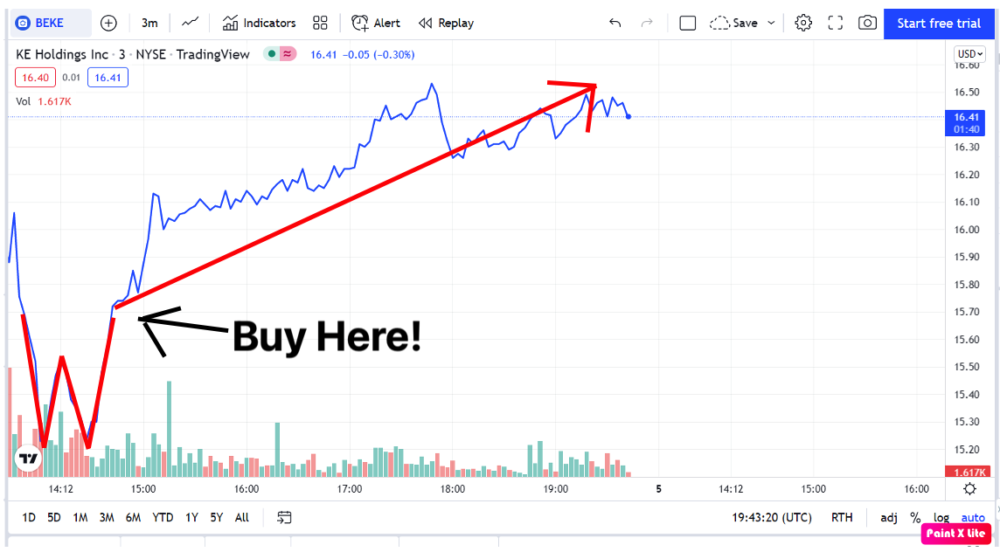 BEKE 3m Indicators Alert Replay Save Start free trial
KE Holdings Inc · 3 · NYSE · TradingView ≈ 16.41 −0.05 (−0.30%) USD
16.40 0.01 16.41
Vol 1.617K
16.60
16.50
16.41
01:40
16.30
16.20
16.10
16.00
15.90
15.80
15.70
Buy Here!
15.60
15.50
15.40
15.30
15.20
1.617K
14:12 15:00 16:00 17:00 18:00 19:00 5 14:12 15:00 16:00
1D 5D 1M 3M 6M YTD 1Y 5Y All 19:43:20 (UTC) RTH adj % log auto
Paint X Lite